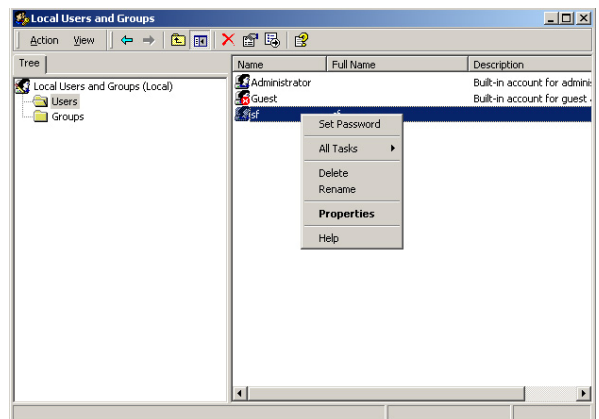 Local Users and Groups
Action View
Tree
Name Full Name Description
Local Users and Groups (Local)
Users
Groups
Administrator Built-in account for adminis
Guest Built-in account for guest
jsf
Set Password
All Tasks
Delete
Rename
Properties
Help